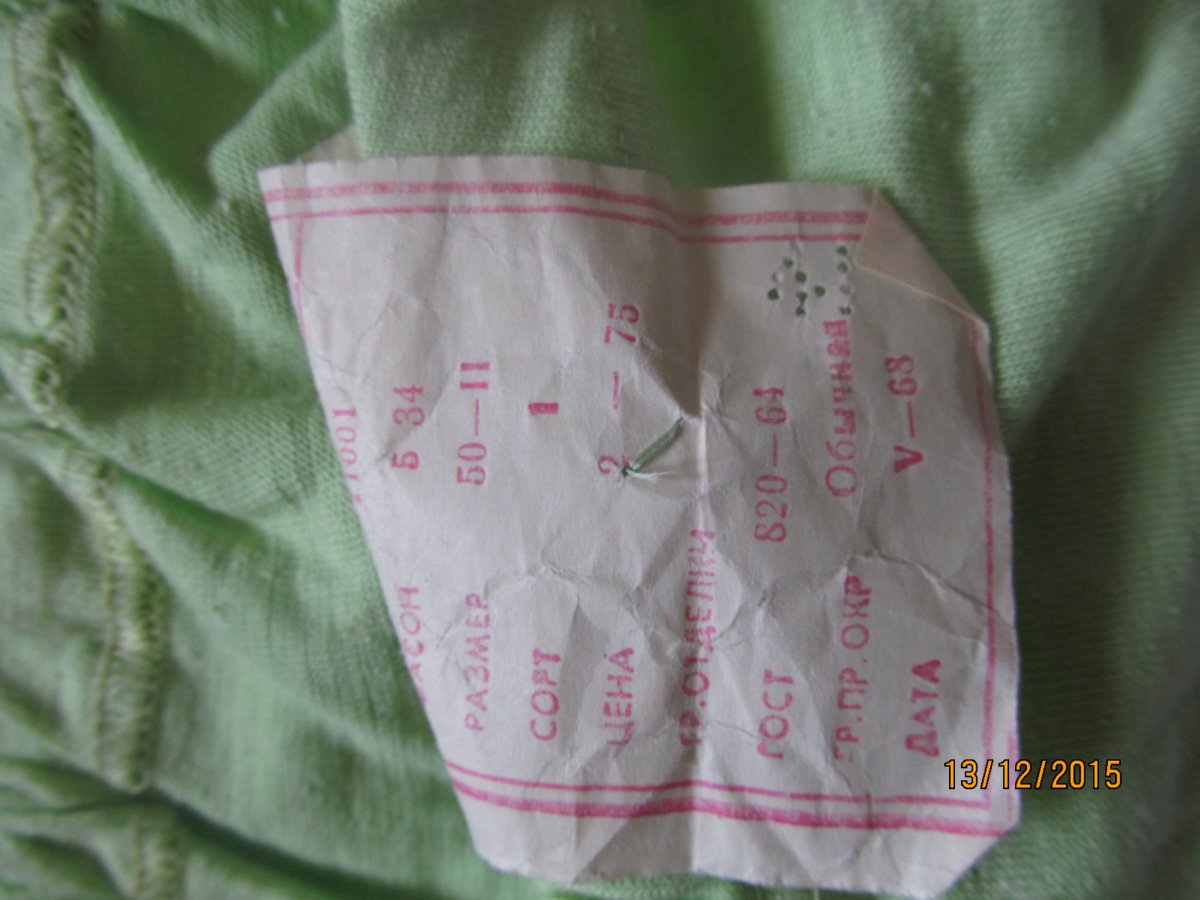 1001
АСОН Б 34
РАЗМЕР 50—II
СОРТ 1
ЦЕНА 2 — 75
ГР.ОТДЕЛКИ
ГОСТ 820—64
ГР.ПР.ОКР Обычная
ДАТА V—68
13/12/2015